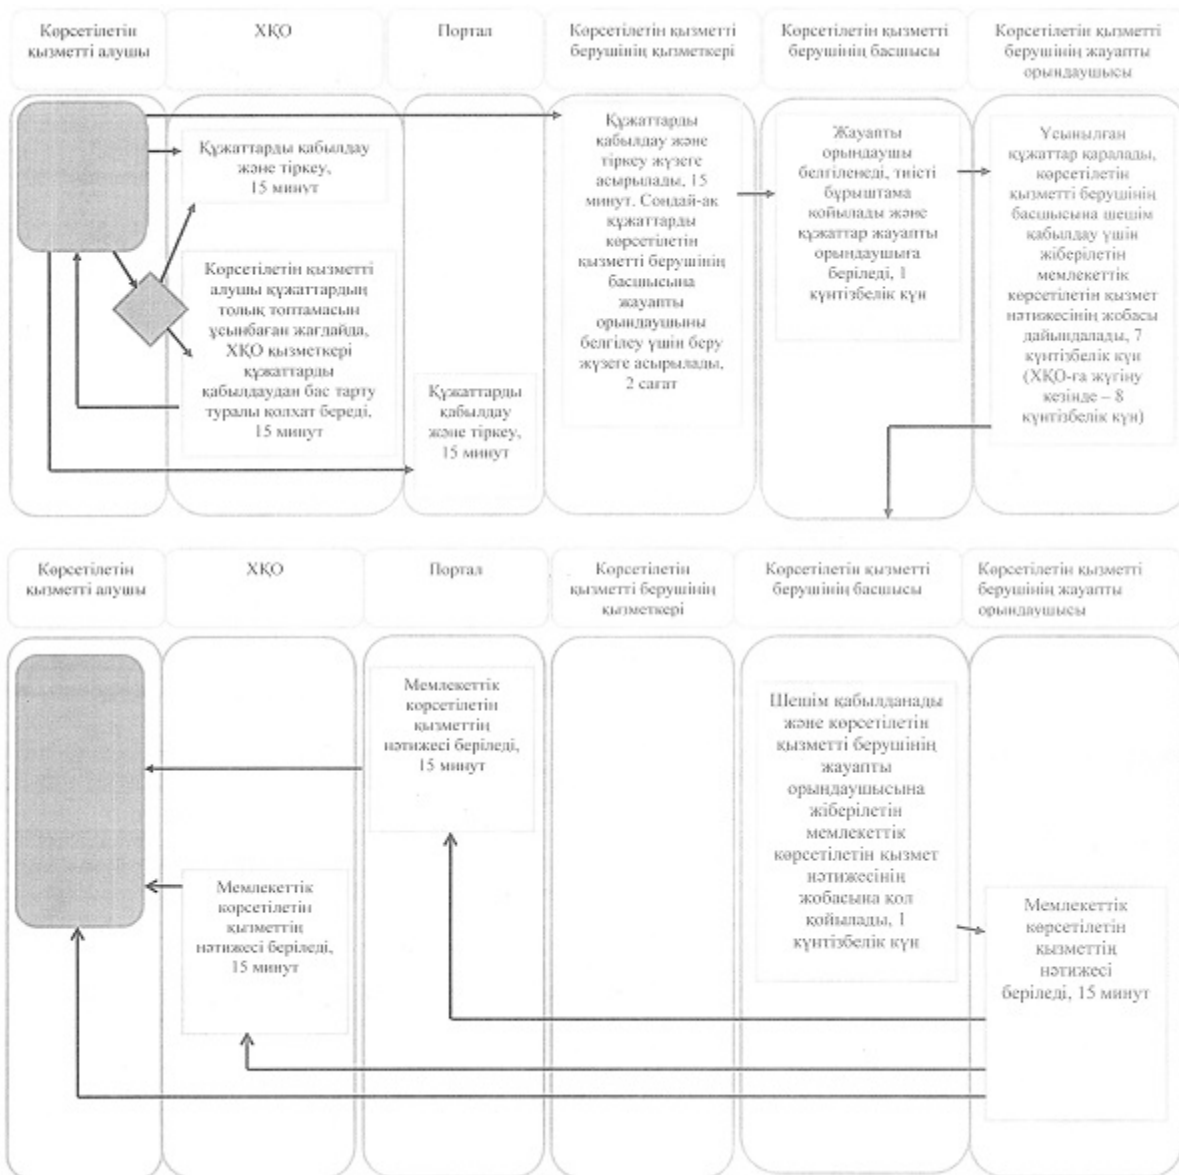 Көрсетілетін
қызметті алушы
ХҚО
Портал
Көрсетілетін қызметті
берушінің қызметкері
Көрсетілетін қызметті
берушінің басшысы
Көрсетілетін қызметті
берушінің жауапты
орындаушысы
Құжаттарды қабылдау
және тіркеу,
15 минут
Көрсетілетін қызметті
алушы құжаттардың
толық топтамасын
ұсынбаған жағдайда,
ХҚО қызметкері
құжаттарды
қабылдаудан бас тарту
туралы қолхат береді,
15 минут
Құжаттарды
қабылдау
және тіркеу,
15 минут
Құжаттарды
қабылдау және
тіркеу жүзеге
асырылады, 15
минут. Сондай-ақ
құжаттарды
көрсетілетін
қызметті берушінің
басшысына
жауапты
орындаушыны
белгілеу үшін беру
жүзеге асырылады,
2 сағат
Жауапты
орындаушы
белгіленеді, тиісті
бұрыштама
қойылады және
құжаттар жауапты
орындаушыға
беріледі, 1
күнтізбелік күн
Ұсынылған
құжаттар қаралады,
көрсетілетін
қызметті берушінің
басшысына шешім
қабылдау үшін
жіберілетін
мемлекеттік
көрсетілетін қызмет
нәтижесінің жобасы
дайындалады, 7
күнтізбелік күн
(ХҚО-ға жүгіну
кезінде – 8
күнтізбелік күн)
Көрсетілетін
қызметті алушы
ХҚО
Портал
Көрсетілетін
қызметті берушінің
қызметкері
Көрсетілетін қызметті
берушінің басшысы
Көрсетілетін қызметті
берушінің жауапты
орындаушысы
Мемлекеттік
көрсетілетін
қызметтің
нәтижесі беріледі,
15 минут
Мемлекеттік
көрсетілетін
қызметтің
нәтижесі беріледі,
15 минут
Шешім қабылданады
және көрсетілетін
қызметті берушінің
жауапты
орындаушысына
жіберілетін
мемлекеттік
көрсетілетін қызмет
нәтижесінің
жобасына қол
қойылады, 1
күнтізбелік күн
Мемлекеттік
көрсетілетін
қызметтің
нәтижесі
беріледі, 15 минут